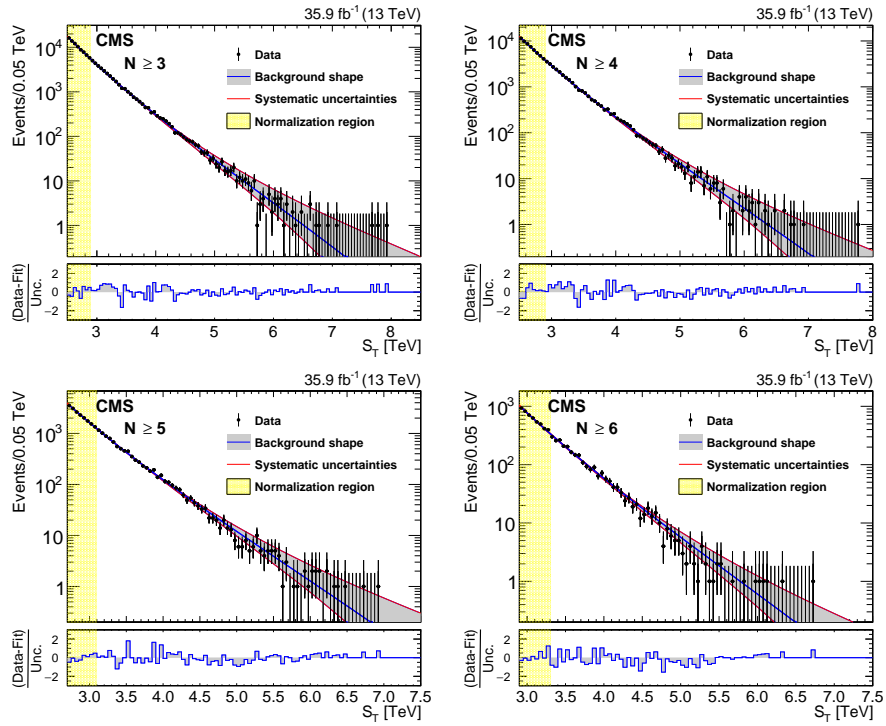 35.9 fb⁻¹ (13 TeV)
Events/0.05 TeV
10⁴
10³
10²
10
1
CMS
N ≥ 3
Data
Background shape
Systematic uncertainties
Normalization region
(Data-Fit)
Unc.
2
0
−2
3 4 5 6 7 8
S_T [TeV]
35.9 fb⁻¹ (13 TeV)
Events/0.05 TeV
10⁴
10³
10²
10
1
CMS
N ≥ 4
Data
Background shape
Systematic uncertainties
Normalization region
(Data-Fit)
Unc.
2
0
−2
3 4 5 6 7 8
S_T [TeV]
35.9 fb⁻¹ (13 TeV)
Events/0.05 TeV
10³
10²
10
1
CMS
N ≥ 5
Data
Background shape
Systematic uncertainties
Normalization region
(Data-Fit)
Unc.
2
0
−2
3.0 3.5 4.0 4.5 5.0 5.5 6.0 6.5 7.0 7.5
S_T [TeV]
35.9 fb⁻¹ (13 TeV)
Events/0.05 TeV
10³
10²
10
1
CMS
N ≥ 6
Data
Background shape
Systematic uncertainties
Normalization region
(Data-Fit)
Unc.
2
0
−2
3.0 3.5 4.0 4.5 5.0 5.5 6.0 6.5 7.0 7.5
S_T [TeV]